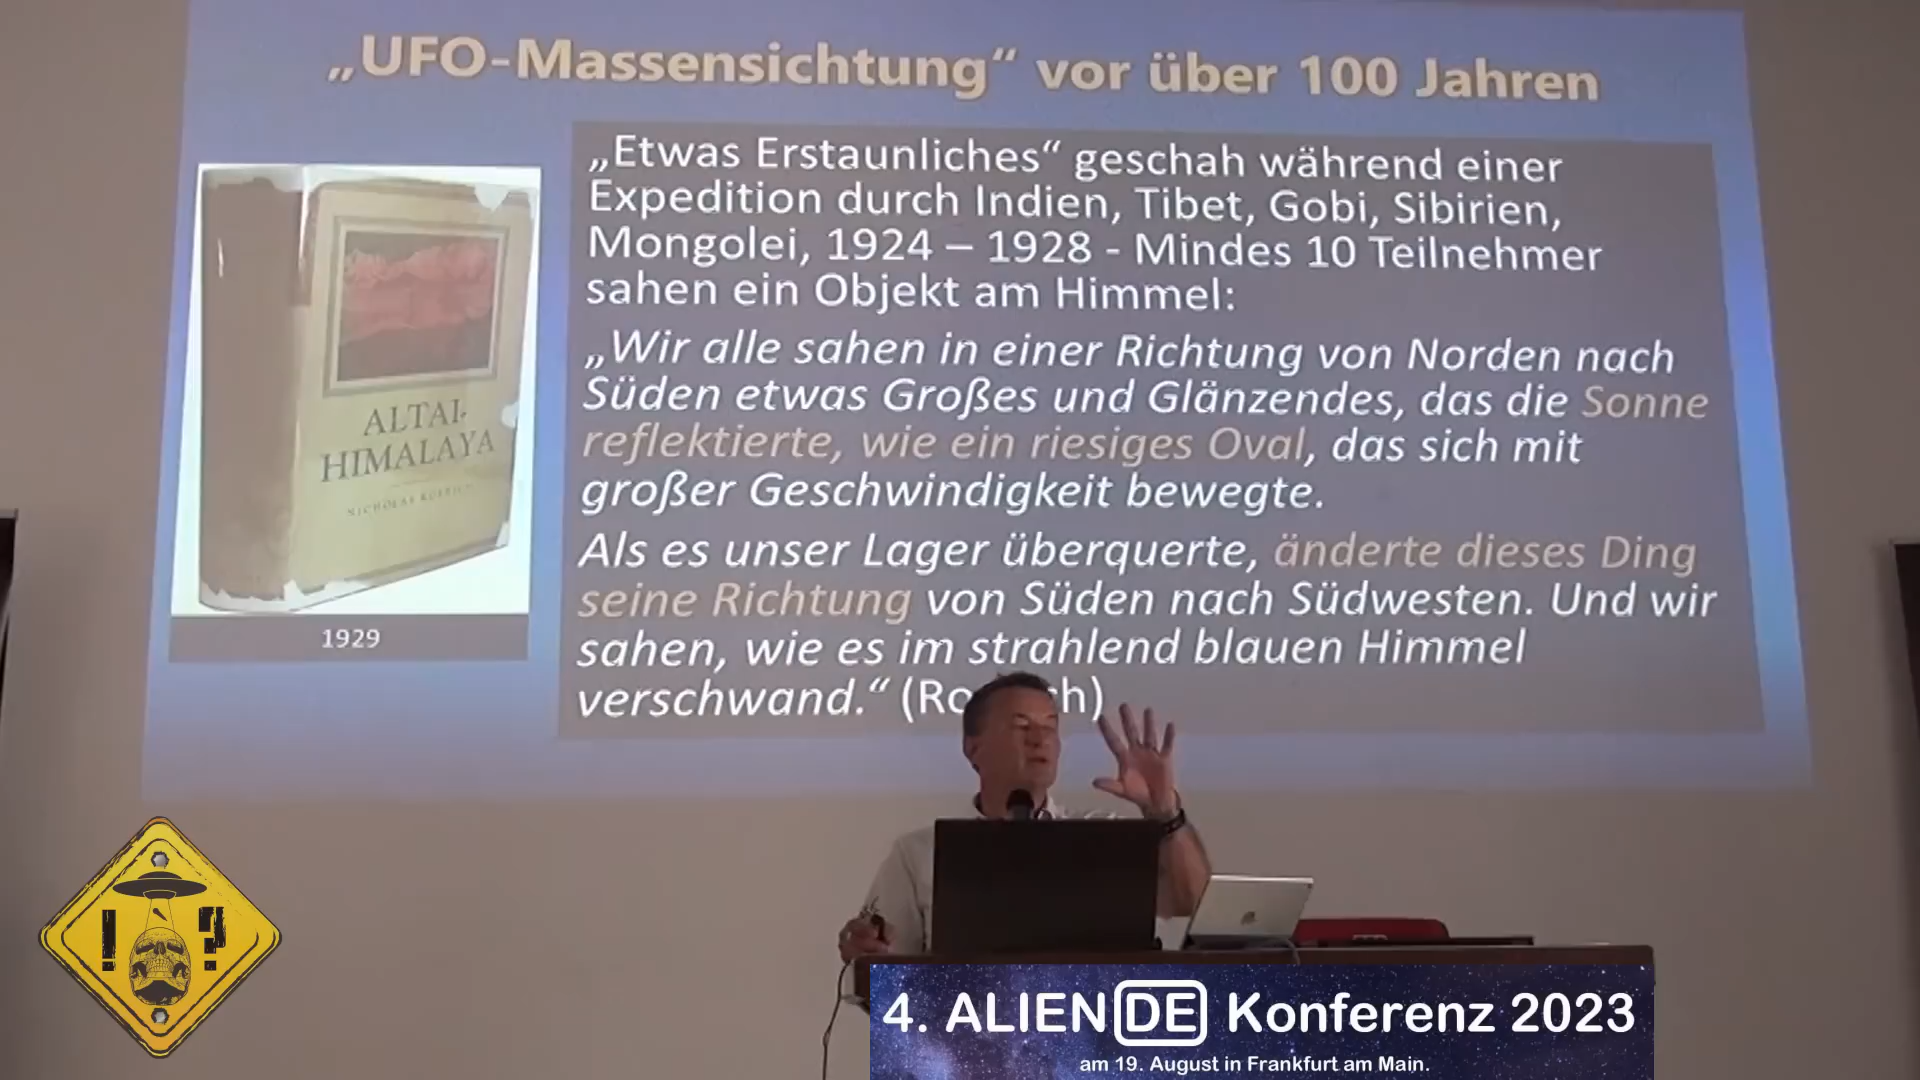 „UFO-Massensichtung“ vor über 100 Jahren
„Etwas Erstaunliches“ geschah während einer
Expedition durch Indien, Tibet, Gobi, Sibirien,
Mongolei, 1924 – 1928 - Mindes 10 Teilnehmer
sahen ein Objekt am Himmel:
„Wir alle sahen in einer Richtung von Norden nach
Süden etwas Großes und Glänzendes, das die Sonne
reflektierte, wie ein riesiges Oval, das sich mit
großer Geschwindigkeit bewegte.
Als es unser Lager überquerte, änderte dieses Ding
seine Richtung von Süden nach Südwesten. Und wir
sahen, wie es im strahlend blauen Himmel
verschwand.“
ALTAI-
HIMALAYA
NICHOLAS
1929
! ?
4. ALIEN DE Konferenz 2023
am 19. August in Frankfurt am Main.